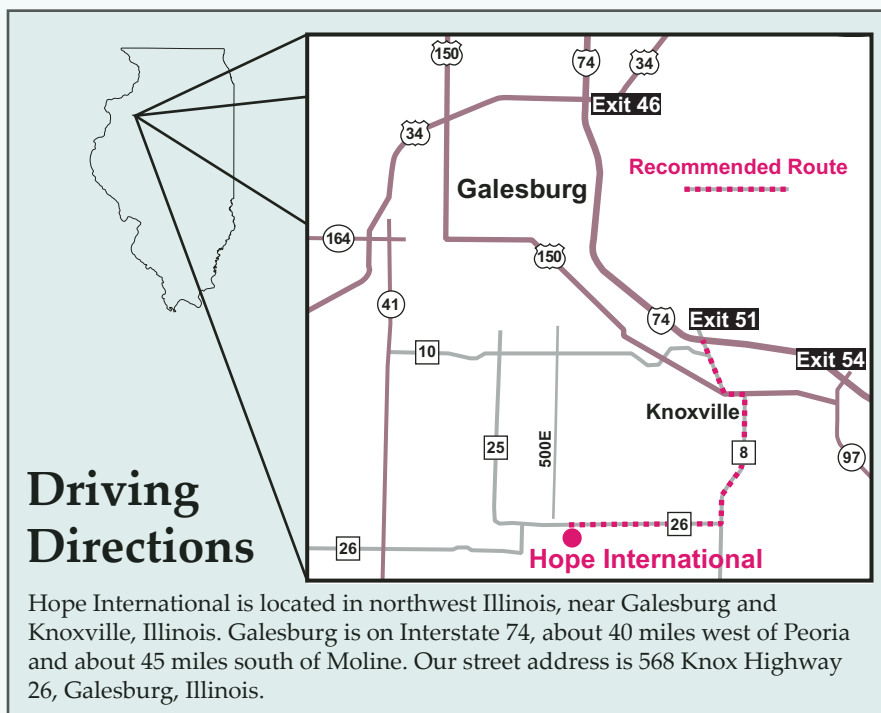 150
74
34
Exit 46
34
Recommended Route
Galesburg
164
150
41
74
Exit 51
10
Exit 54
Knoxville
25
500E
8
97
26
26
Hope International
Driving
Directions
Hope International is located in northwest Illinois, near Galesburg and
Knoxville, Illinois. Galesburg is on Interstate 74, about 40 miles west of Peoria
and about 45 miles south of Moline. Our street address is 568 Knox Highway
26, Galesburg, Illinois.